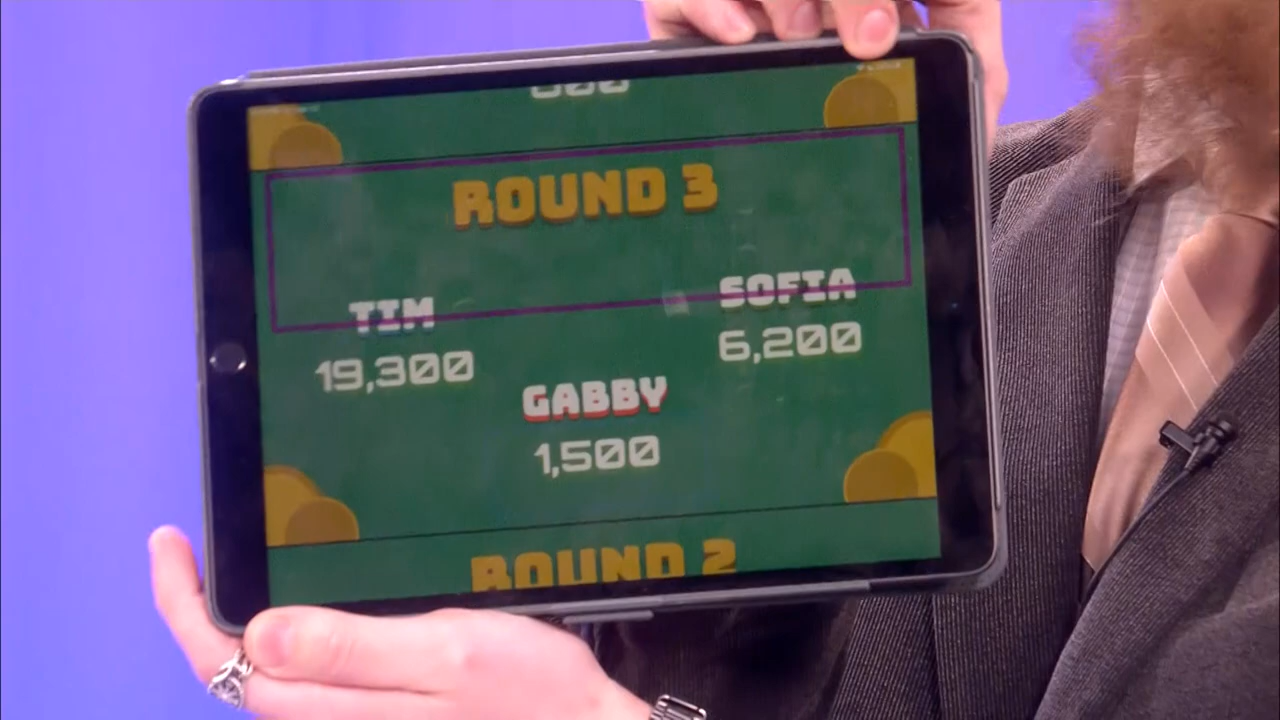 ROUND 3
TIM
19,300
SOFIA
6,200
GABBY
1,500
ROUND 2